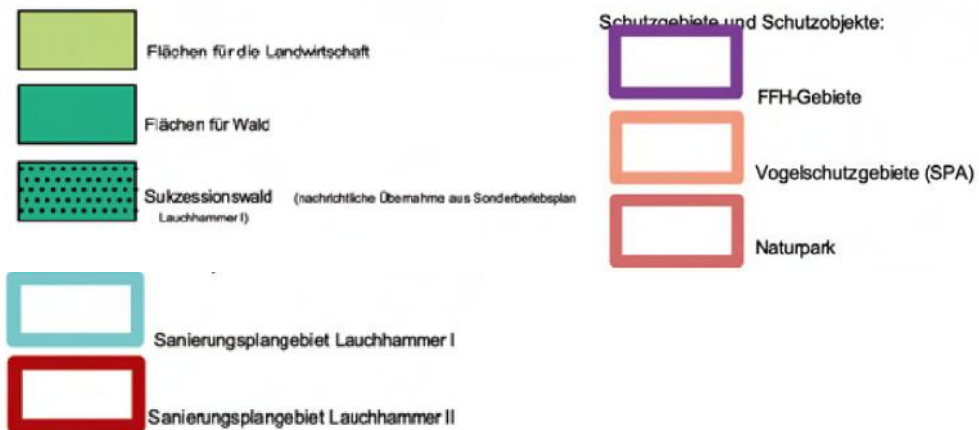 Flächen für die Landwirtschaft
Flächen für Wald
Sukzessionswald (nachrichtliche Übernahme aus Sonderberiebsplan
Lauchhammer I)
Schutzgebiete und Schutzobjekte:
FFH-Gebiete
Vogelschutzgebiete (SPA)
Naturpark
Sanierungsplangebiet Lauchhammer I
Sanierungsplangebiet Lauchhammer II